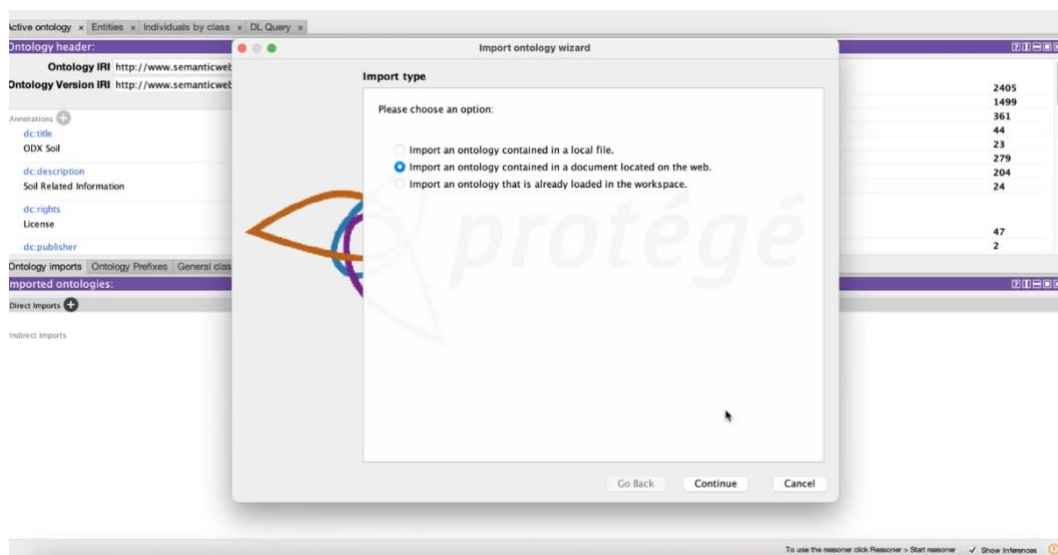 Active ontology × Entities × Individuals by class × DL Query ×
Ontology header:
Ontology IRI http://www.semanticwet
Ontology Version IRI http://www.semanticwet
Annotations
dc:title
ODX Soil
dc:description
Soil Related Information
dc:rights
License
dc:publisher
Ontology imports Ontology Prefixes General clas
Imported ontologies:
Direct Imports
Indirect Imports
Import ontology wizard
Import type
Please choose an option:
Import an ontology contained in a local file.
Import an ontology contained in a document located on the web.
Import an ontology that is already loaded in the workspace.
protégé
Go Back Continue Cancel
2405
1499
361
44
23
279
204
24
47
2
To use the reasoner click Reasoner > Start reasoner ✓ Show Inferences